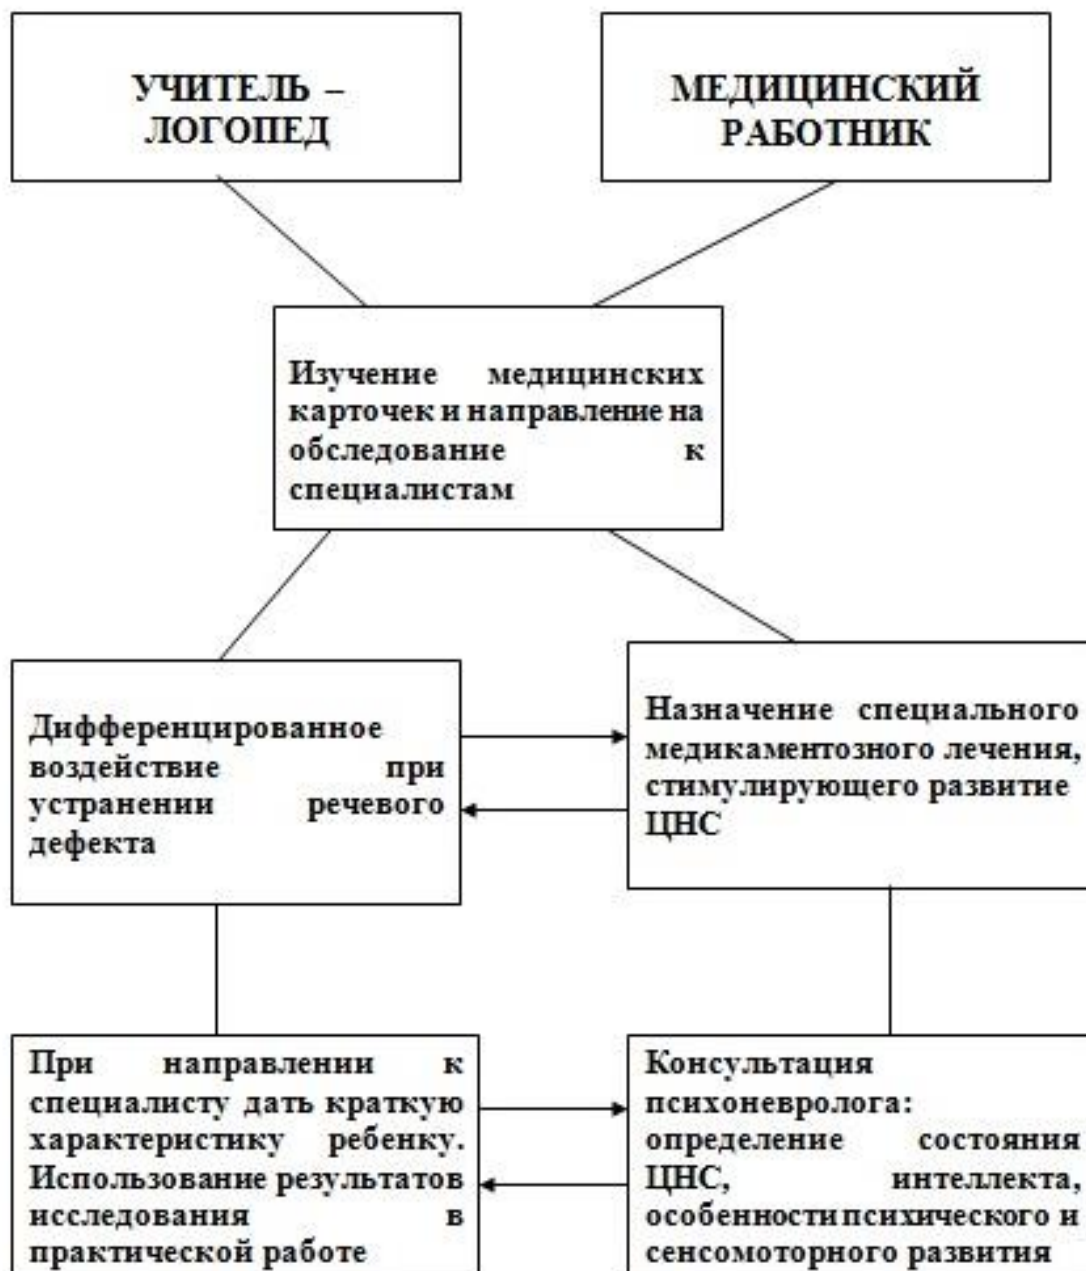 УЧИТЕЛЬ –
ЛОГОПЕД
МЕДИЦИНСКИЙ
РАБОТНИК
Изучение медицинских
карточек и направление на
обследование к
специалистам
Дифференцированное
воздействие при
устранении речевого
дефекта
Назначение специального
медикаментозного лечения,
стимулирующего развитие
ЦНС
При направлении к
специалисту дать краткую
характеристику ребенку.
Использование результатов
исследования в
практической работе
Консультация
психоневролога:
определение состояния
ЦНС, интеллекта,
особенности психического и
сенсомоторного развития